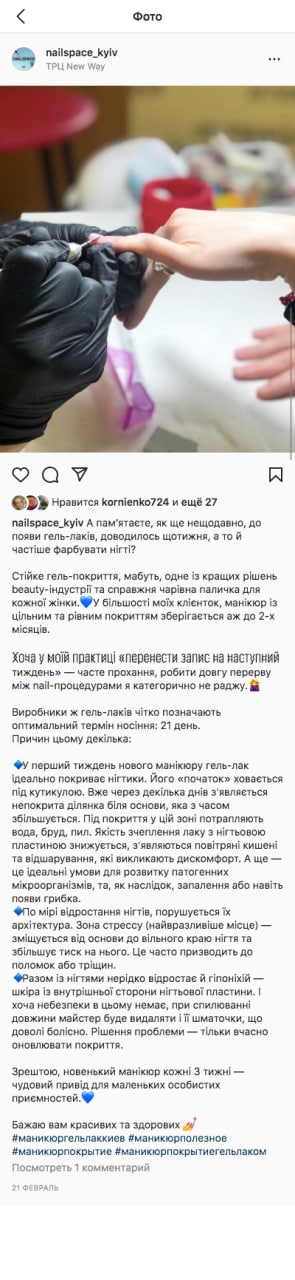 Фото
nailspace_kyiv
ТРЦ New Way
Нравится kornienko724 и ещё 27
nailspace_kyiv А пам'ятаєте, як ще нещодавно, до
появи гель-лаків, доводилось щотижня, а то й
частіше фарбувати нігті?
Стійке гель-покриття, мабуть, одне із кращих рішень
beauty-індустрії та справжня чарівна паличка для
кожної жінки.💙У більшості моїх клієнток, манікюр із
цільним та рівним покриттям зберігається аж до 2-х
місяців.
Хоча у моїй практиці «перенести запис на наступний
тиждень» — часте прохання, робити довгу перерву
між nail-процедурами я категорично не раджу.🤷‍♀️
Виробники ж гель-лаків чітко позначають
оптимальний термін носіння: 21 день.
Причин цьому декілька:
🔹У перший тиждень нового манікюру гель-лак
ідеально покриває нігтики. Його «початок» ховається
під кутикулою. Вже через декілька днів з'являється
непокрита ділянка біля основи, яка з часом
збільшується. Під покриття у цій зоні потрапляють
вода, бруд, пил. Якість зчеплення лаку з нігтьовою
пластиною знижується, з'являються повітряні кишені
та відшарування, які викликають дискомфорт. А ще —
це ідеальні умови для розвитку патогенних
мікроорганізмів, та, як наслідок, запалення або навіть
появи грибка.
🔹По мірі відростання нігтів, порушується їх
архітектура. Зона стрессу (найвразливіше місце) —
зміщується від основи до вільного краю нігтя та
збільшує тиск на нього. Це часто призводить до
поломок або тріщин.
🔹Разом із нігтями нерідко відростає й гіпоніхій —
шкіра із внутрішньої сторони нігтьової пластини. І
хоча небезпеки в цьому немає, при спилюванні
довжини майстер буде видаляти і її шматочки, що
доволі болісно. Рішення проблеми — тільки вчасно
оновлювати покриття.
Зрештою, новенький манікюр кожні 3 тижні —
чудовий привід для маленьких особистих
приємностей.💙
Бажаю вам красивих та здорових 💅
#маникюргельлаккиев #маникюрполезное
#маникюрпокрытие #маникюрпокрытиегельлаком
Посмотреть 1 комментарий
21 ФЕВРАЛЬ